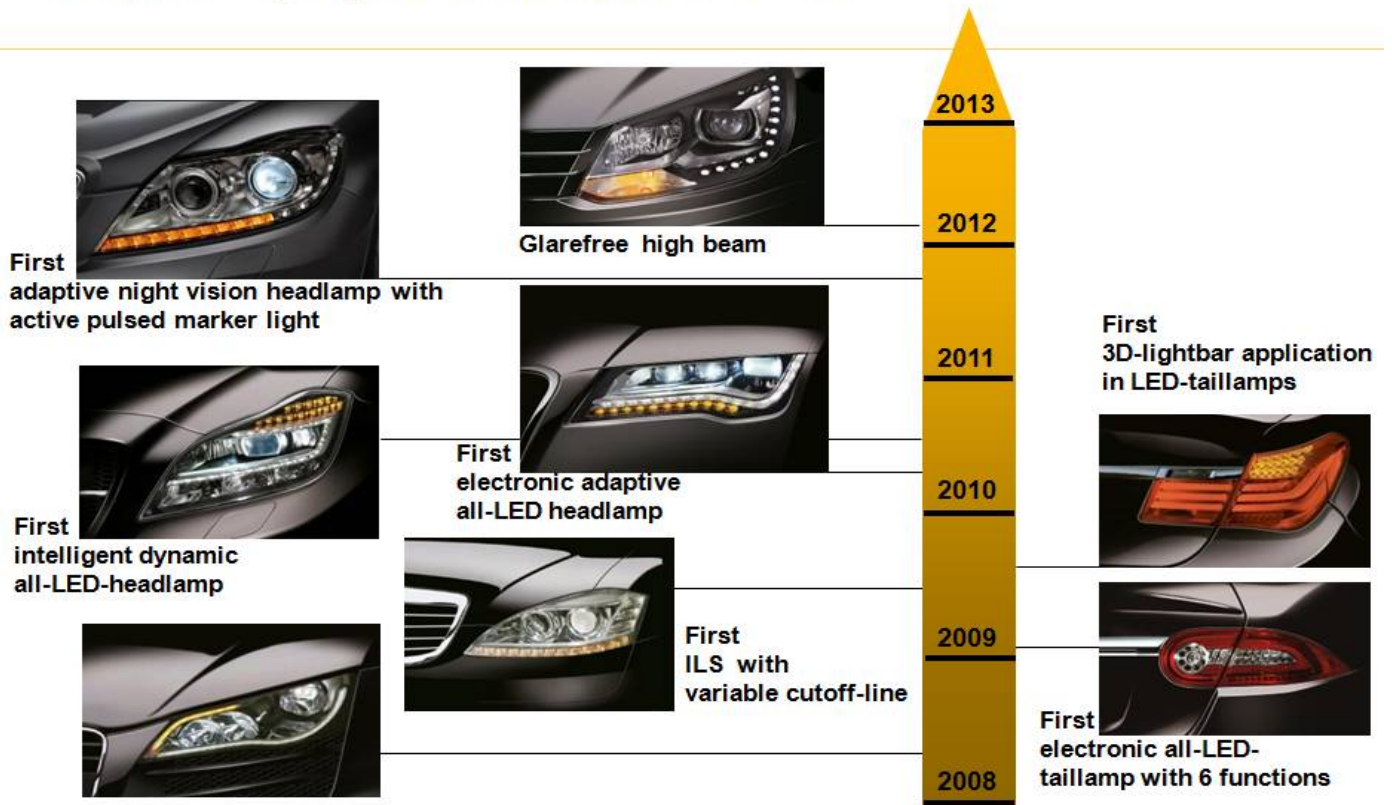 2013
Glarefree high beam
2012
First
adaptive night vision headlamp with
active pulsed marker light
2011
First
3D-lightbar application
in LED-taillamps
First
electronic adaptive
all-LED headlamp
2010
First
intelligent dynamic
all-LED-headlamp
First
ILS with
variable cutoff-line
2009
First
electronic all-LED-
taillamp with 6 functions
2008